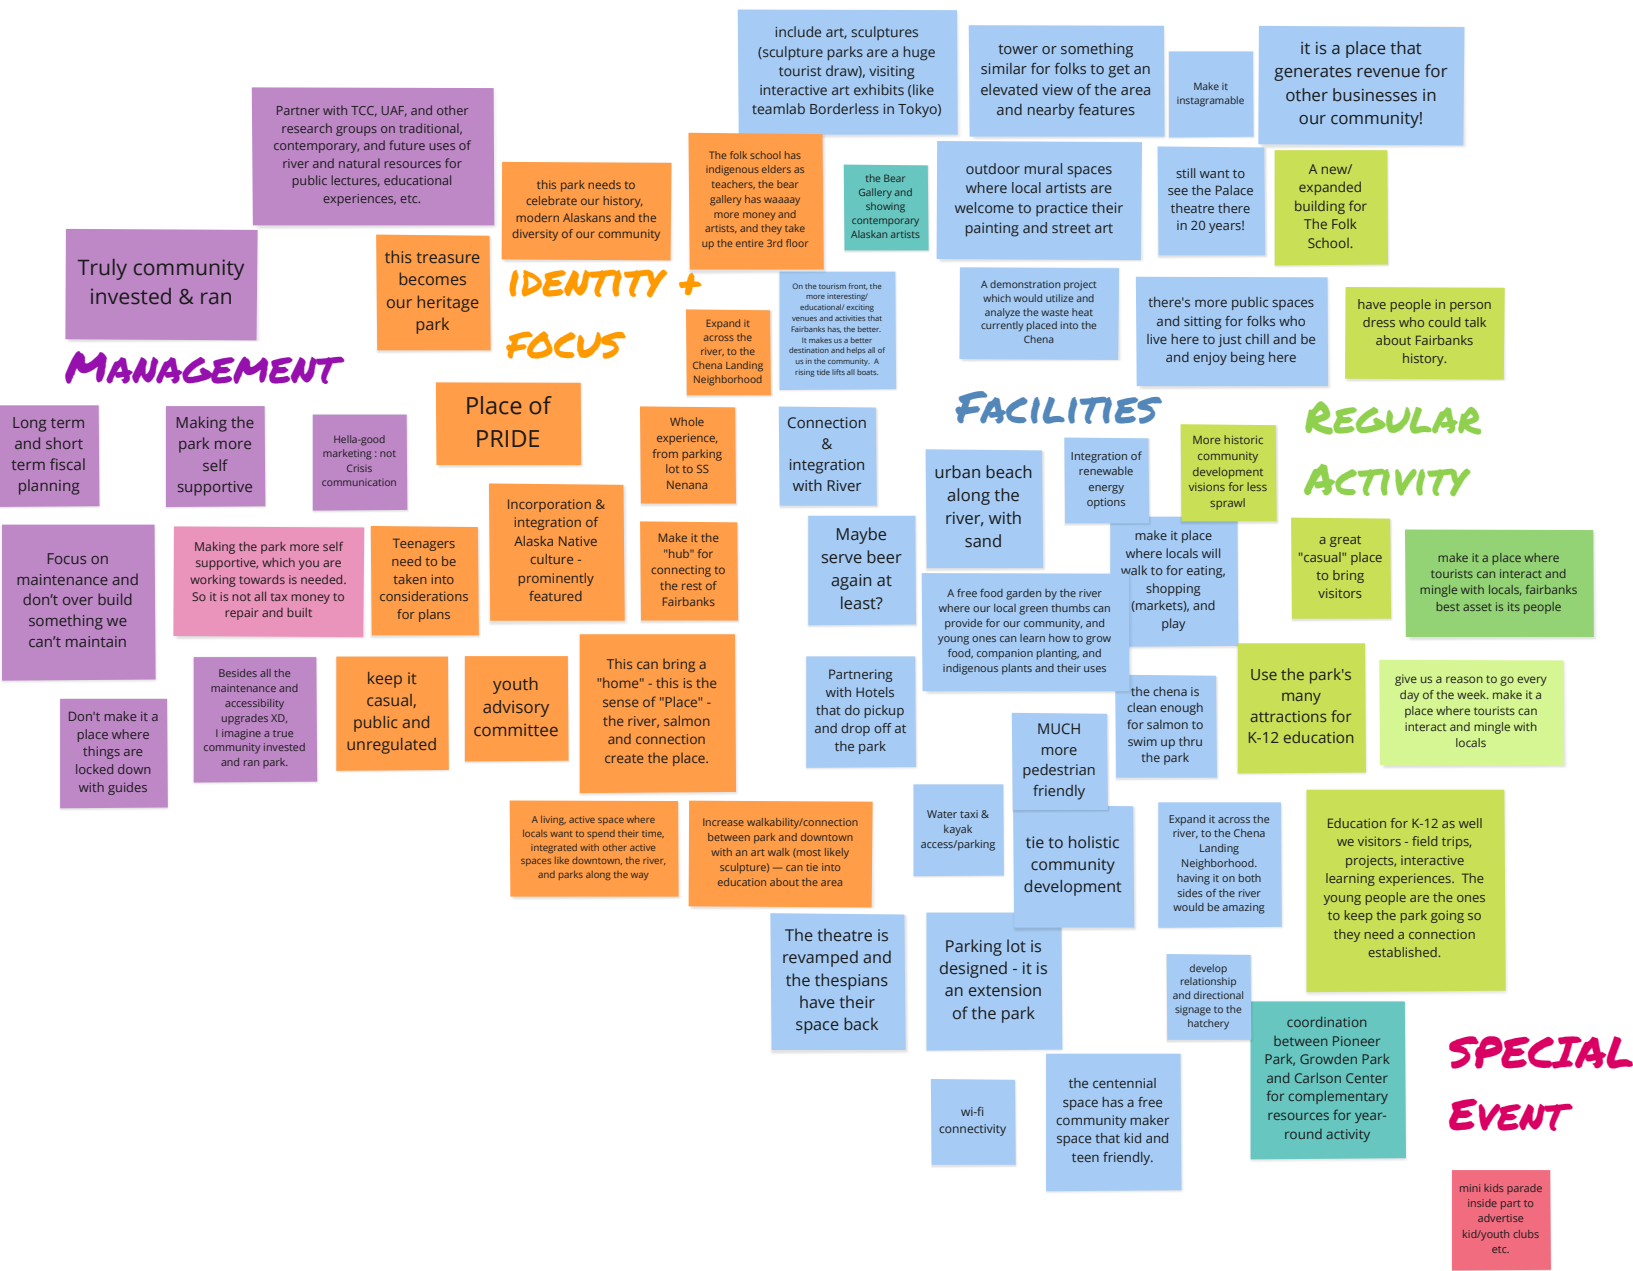 include art, sculptures
(sculpture parks are a huge
tourist draw), visiting
interactive art exhibits (like
teamlab Borderless in Tokyo)
tower or something
similar for folks to get an
elevated view of the area
and nearby features
Make it
instagramable
it is a place that
generates revenue for
other businesses in
our community!
Partner with TCC, UAF, and other
research groups on traditional,
contemporary, and future uses of
river and natural resources for
public lectures, educational
experiences, etc.
this park needs to
celebrate our history,
modern Alaskans and the
diversity of our community
The folk school has
indigenous elders as
teachers, the bear
gallery has waaaay
more money and
artists, and they take
up the entire 3rd floor
the Bear
Gallery and
showing
contemporary
Alaskan artists
outdoor mural spaces
where local artists are
welcome to practice their
painting and street art
still want to
see the Palace
theatre there
in 20 years!
A new/
expanded
building for
The Folk
School.
Truly community
invested & ran
this treasure
becomes
our heritage
park
IDENTITY +
FOCUS
Expand it
across the
river, to the
Chena Landing
Neighborhood
On the tourism front, the
more interesting/
educational/ exciting
venues and activities that
Fairbanks has, the better.
It makes us a better
destination and helps all of
us in the community.  A
rising tide lifts all boats.
A demonstration project
which would utilize and
analyze the waste heat
currently placed into the
Chena
there's more public spaces
and sitting for folks who
live here to just chill and be
and enjoy being here
have people in person
dress who could talk
about Fairbanks
history.
MANAGEMENT
Long term
and short
term fiscal
planning
Making the
park more
self
supportive
Hella-good
marketing : not
Crisis
communication
Place of
PRIDE
Whole
experience,
from parking
lot to SS
Nenana
Connection
&
integration
with River
FACILITIES
REGULAR
ACTIVITY
urban beach
along the
river, with
sand
Integration of
renewable
energy
options
More historic
community
development
visions for less
sprawl
Focus on
maintenance and
don't over build
something we
can't maintain
Making the park more self
supportive, which you are
working towards is needed.
So it is not all tax money to
repair and built
Teenagers
need to be
taken into
considerations
for plans
Incorporation &
integration of
Alaska Native
culture -
prominently
featured
Make it the
"hub" for
connecting to
the rest of
Fairbanks
Maybe
serve beer
again at
least?
make it place
where locals will
walk to for eating,
shopping
(markets), and
play
a great
"casual" place
to bring
visitors
make it a place where
tourists can interact and
mingle with locals, fairbanks
best asset is its people
A free food garden by the river
where our local green thumbs can
provide for our community, and
young ones can learn how to grow
food, companion planting, and
indigenous plants and their uses
Don't make it a
place where
things are
locked down
with guides
Besides all the
maintenance and
accessibility
upgrades XD,
I imagine a true
community invested
and ran park.
keep it
casual,
public and
unregulated
youth
advisory
committee
This can bring a
"home" - this is the
sense of "Place" -
the river, salmon
and connection
create the place.
Partnering
with Hotels
that do pickup
and drop off at
the park
MUCH
more
pedestrian
friendly
the chena is
clean enough
for salmon to
swim up thru
the park
Use the park's
many
attractions for
K-12 education
give us a reason to go every
day of the week. make it a
place where tourists can
interact and mingle with
locals
A living, active space where
locals want to spend their time,
integrated with other active
spaces like downtown, the river,
and parks along the way
Increase walkability/connection
between park and downtown
with an art walk (most likely
sculpture) — can tie into
education about the area
Water taxi &
kayak
access/parking
tie to holistic
community
development
Expand it across the
river, to the Chena
Landing
Neighborhood.
having it on both
sides of the river
would be amazing
Education for K-12 as well
we visitors - field trips,
projects, interactive
learning experiences.  The
young people are the ones
to keep the park going so
they need a connection
established.
The theatre is
revamped and
the thespians
have their
space back
Parking lot is
designed - it is
an extension
of the park
develop
relationship
and directional
signage to the
hatchery
coordination
between Pioneer
Park, Growden Park
and Carlson Center
for complementary
resources for year-
round activity
SPECIAL
EVENT
wi-fi
connectivity
the centennial
space has a free
community maker
space that kid and
teen friendly.
mini kids parade
inside part to
advertise
kid/youth clubs
etc.